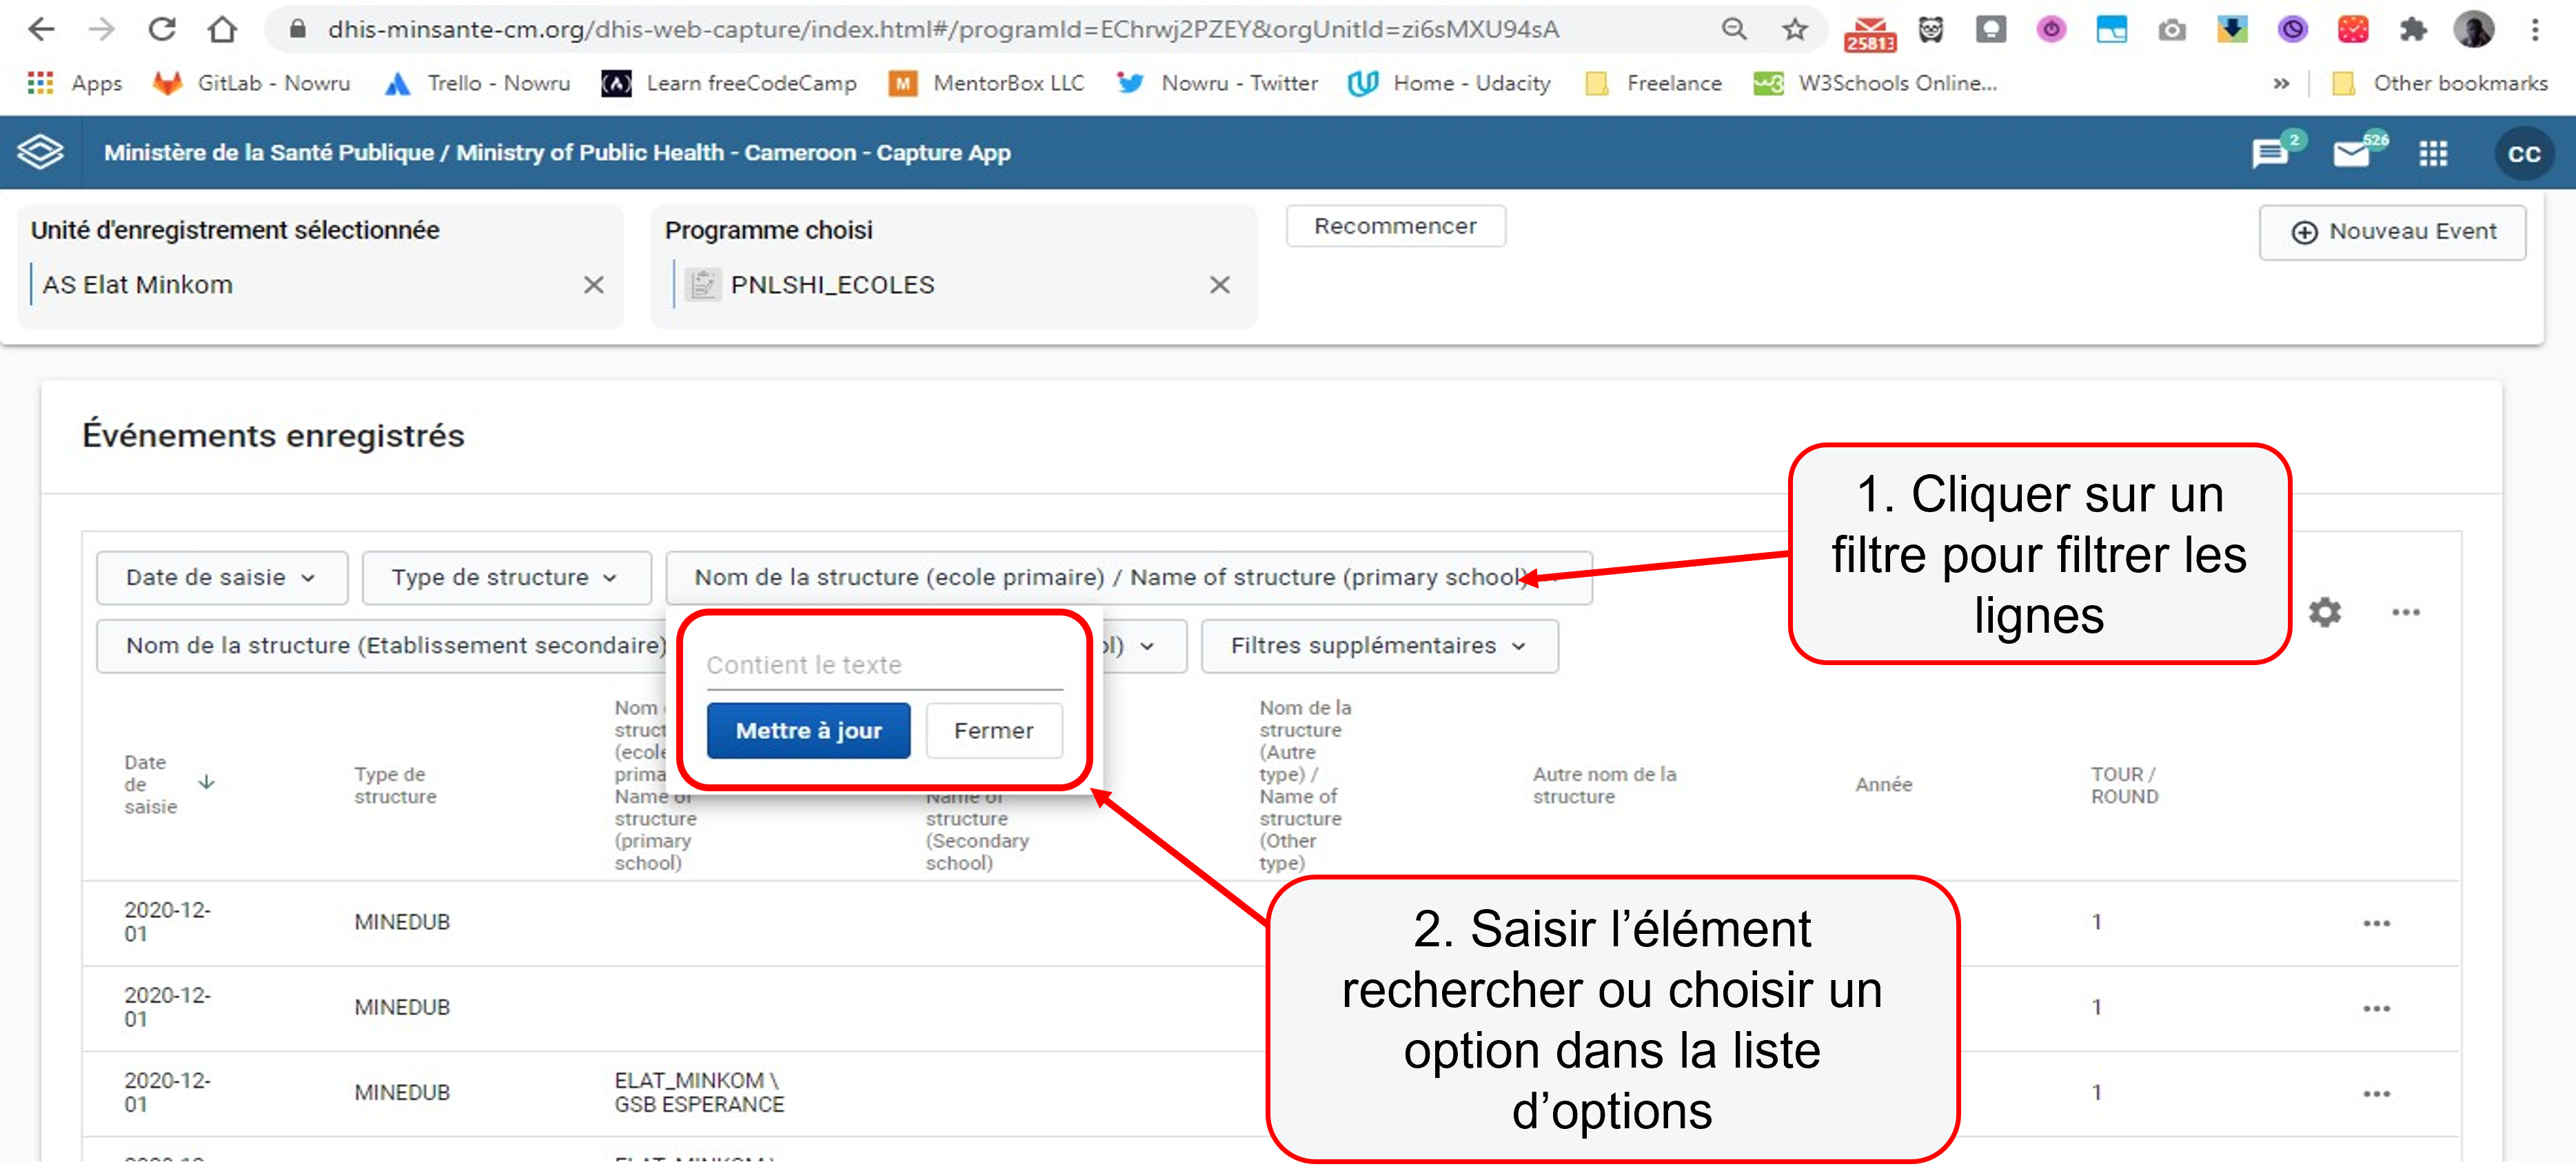 dhis-minsante-cm.org/dhis-web-capture/index.html#/programId=EChrwj2PZEY&orgUnitId=zi6sMXU94sA
25813
Apps GitLab - Nowru Trello - Nowru Learn freeCodeCamp MentorBox LLC Nowru - Twitter Home - Udacity Freelance W3Schools Online... » Other bookmarks
Ministère de la Santé Publique / Ministry of Public Health - Cameroon - Capture App
2
526
CC
Unité d'enregistrement sélectionnée
AS Elat Minkom
Programme choisi
PNLSHI_ECOLES
Recommencer
Nouveau Event
Événements enregistrés
1. Cliquer sur un
filtre pour filtrer les
lignes
Date de saisie
Type de structure
Nom de la structure (ecole primaire) / Name of structure (primary school)
Nom de la structure (Etablissement secondaire)
Filtres supplémentaires
Contient le texte
Mettre à jour
Fermer
Date
de
saisie
Type de
structure
Nom
Name of
structure
(primary
school)
Name of
structure
(Secondary
school)
Nom de la
structure
(Autre
type) /
Name of
structure
(Other
type)
Autre nom de la
structure
Année
TOUR /
ROUND
2. Saisir l’élément
rechercher ou choisir un
option dans la liste
d’options
2020-12-
01
MINEDUB
1
2020-12-
01
MINEDUB
1
2020-12-
01
MINEDUB
ELAT_MINKOM \
GSB ESPERANCE
1